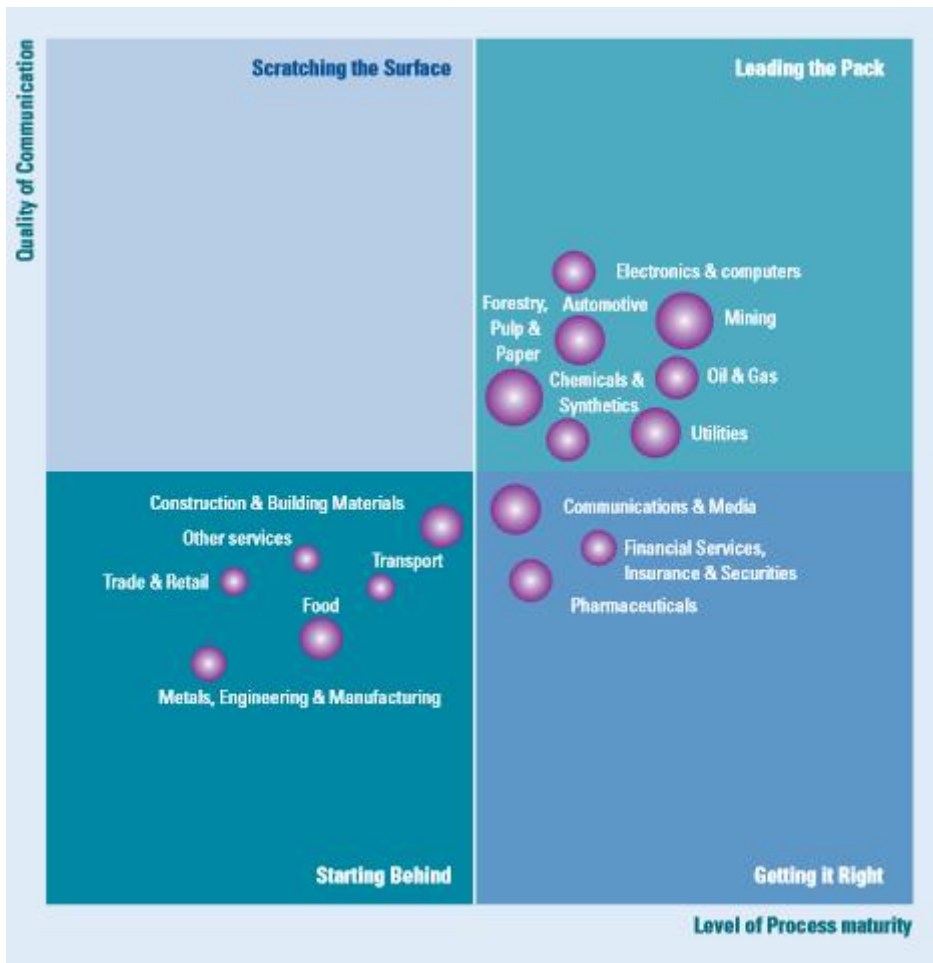 Quality of Communication
Scratching the Surface
Leading the Pack
Electronics & computers
Forestry,
Pulp &
Paper
Automotive
Mining
Chemicals &
Synthetics
Oil & Gas
Utilities
Construction & Building Materials
Other services
Trade & Retail
Transport
Food
Metals, Engineering & Manufacturing
Communications & Media
Financial Services,
Insurance & Securities
Pharmaceuticals
Starting Behind
Getting it Right
Level of Process maturity